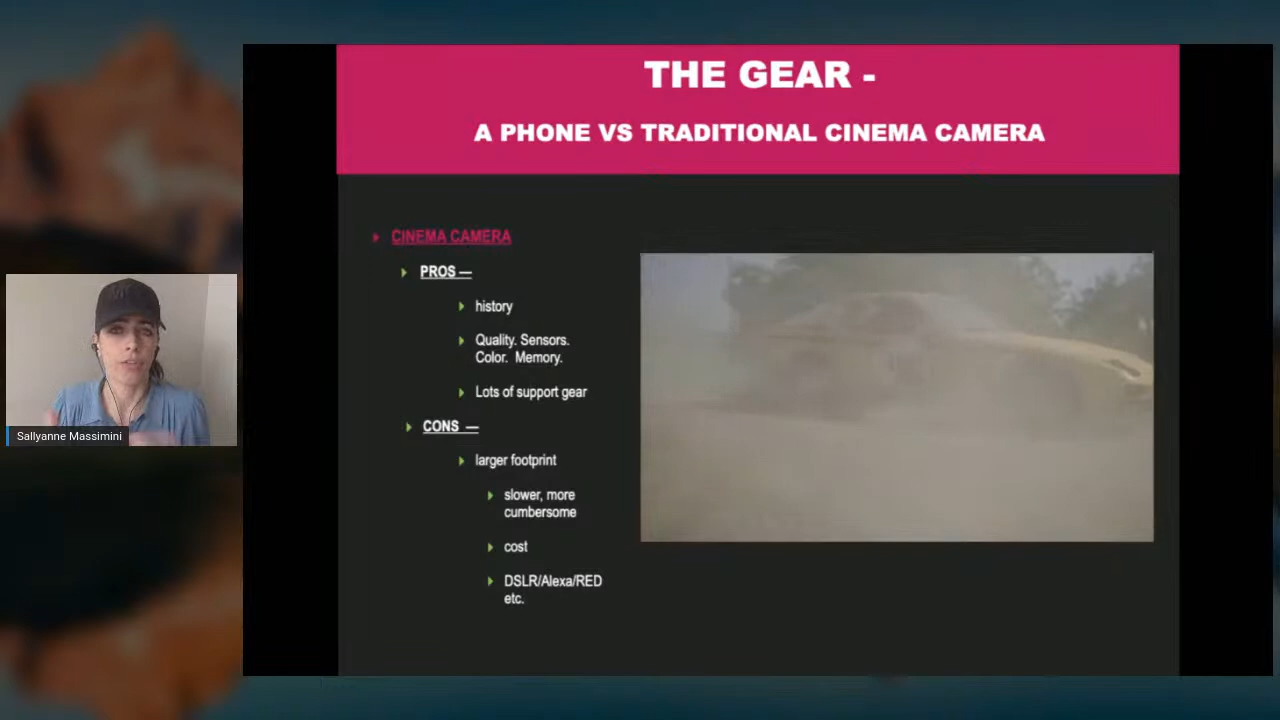 THE GEAR -
A PHONE VS TRADITIONAL CINEMA CAMERA
CINEMA CAMERA
PROS —
history
Quality. Sensors.
Color. Memory.
Lots of support gear
CONS —
larger footprint
slower, more
cumbersome
cost
DSLR/Alexa/RED
etc.
Sallyanne Massimini